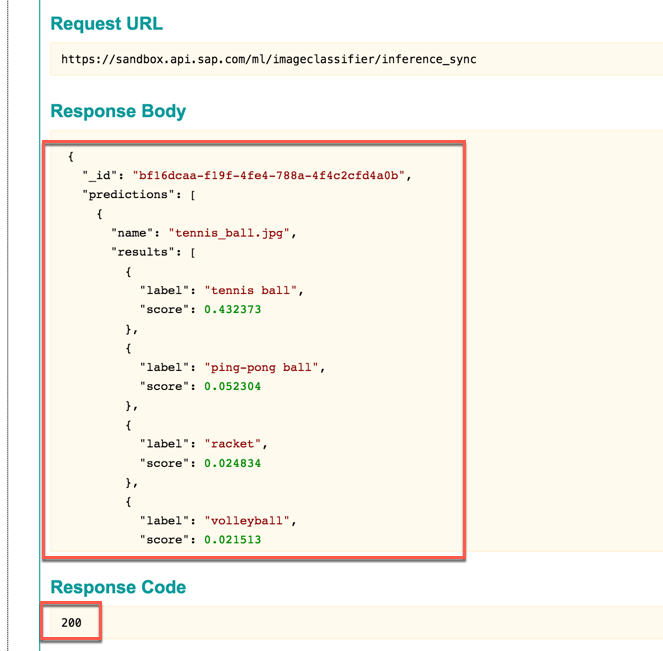 Request URL
https://sandbox.api.sap.com/ml/imageclassifier/inference_sync
Response Body
{
"_id": "bf16dcaa-f19f-4fe4-788a-4f4c2cfd4a0b",
"predictions": [
{
"name": "tennis_ball.jpg",
"results": [
{
"label": "tennis ball",
"score": 0.432373
},
{
"label": "ping-pong ball",
"score": 0.052304
},
{
"label": "racket",
"score": 0.024834
},
{
"label": "volleyball",
"score": 0.021513
Response Code
200